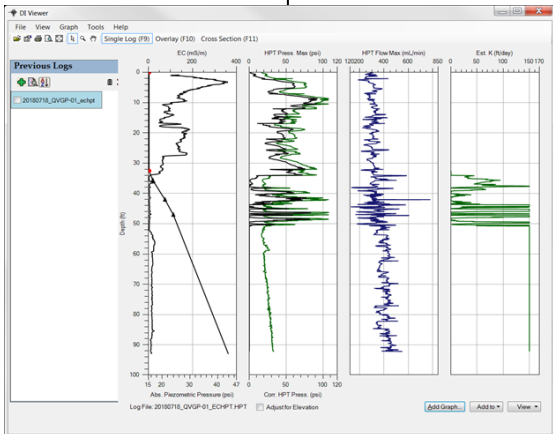 DI Viewer
File View Graph Tools Help
Single Log (F9) Overlay (F10) Cross Section (F11)
Previous Logs
20180718_QVGP-01_echpt
EC (mS/m)
0 200 400
HPT Press. Max (psi)
0 50 100 120
HPT Flow Max (mL/min)
120 200 400 600 850
Est. K (ft/day)
0 50 100 150 170
Depth (ft)
0
10
20
30
40
50
60
70
80
90
100
15 20 30 40 47
Abs. Piezometric Pressure (psi)
0 50 100 120
Corr. HPT Press. (psi)
Log File: 20180718_QVGP-01_ECHPT.HPT
Adjust for Elevation
Add Graph... Add to View